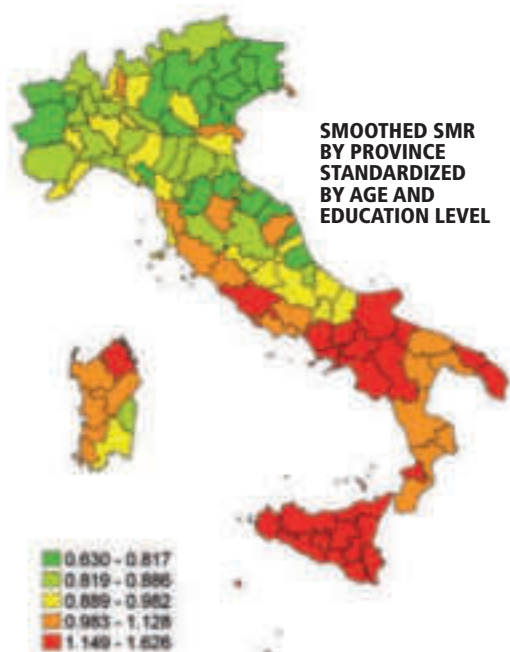 SMOOTHED SMR
BY PROVINCE
STANDARDIZED
BY AGE AND
EDUCATION LEVEL
0.630 - 0.817
0.819 - 0.886
0.889 - 0.982
0.983 - 1.128
1.149 - 1.626